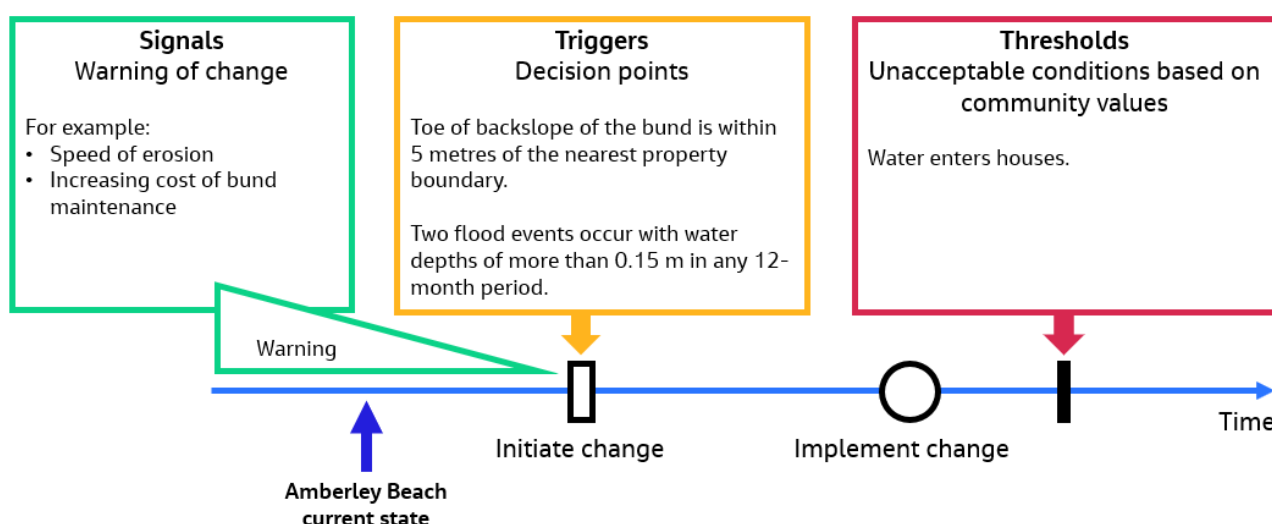 Signals
Warning of change
For example:
• Speed of erosion
• Increasing cost of bund
maintenance
Triggers
Decision points
Toe of backslope of the bund is within
5 metres of the nearest property
boundary.
Two flood events occur with water
depths of more than 0.15 m in any 12-
month period.
Thresholds
Unacceptable conditions based on
community values
Water enters houses.
Warning
Time
Initiate change
Implement change
Amberley Beach
current state